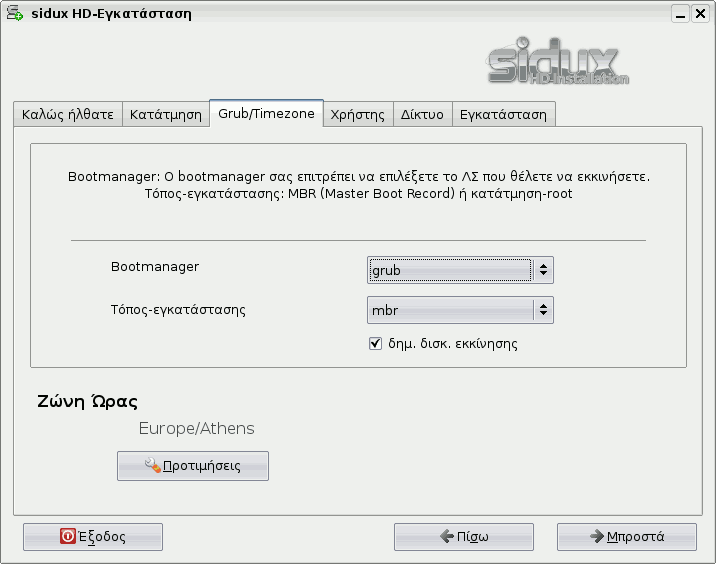 sidux HD-Εγκατάσταση
sidux
HD-Installation
Καλώς ήλθατε
Κατάτμηση
Grub/Timezone
Χρήστης
Δίκτυο
Εγκατάσταση
Bootmanager: Ο bootmanager σας επιτρέπει να επιλέξετε το ΛΣ που θέλετε να εκκινήσετε.
Τόπος-εγκατάστασης: MBR (Master Boot Record) ή κατάτμηση-root
Bootmanager
grub
Τόπος-εγκατάστασης
mbr
δημ. δισκ. εκκίνησης
Ζώνη Ώρας
Europe/Athens
Προτιμήσεις
Έξοδος
Πίσω
Μπροστά